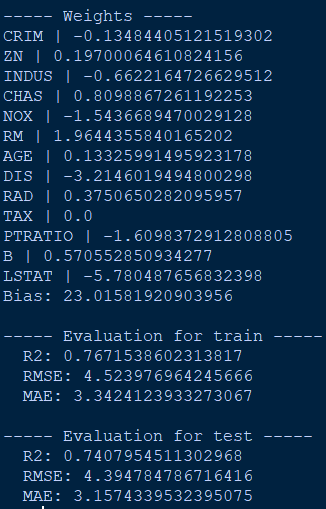 ----- Weights -----
CRIM | -0.13484405121519302
ZN | 0.19700064610824156
INDUS | -0.6622164726629512
CHAS | 0.8098867261192253
NOX | -1.5436689470029128
RM | 1.9644355840165202
AGE | 0.13325991495923178
DIS | -3.2146019494800298
RAD | 0.3750650282095957
TAX | 0.0
PTRATIO | -1.6098372912808805
B | 0.570552850934277
LSTAT | -5.780487656832398
Bias: 23.01581920903956
----- Evaluation for train -----
R2: 0.7671538602313817
RMSE: 4.523976964245666
MAE: 3.3424123933273067
----- Evaluation for test -----
R2: 0.7407954511302968
RMSE: 4.394784786716416
MAE: 3.1574339532395075